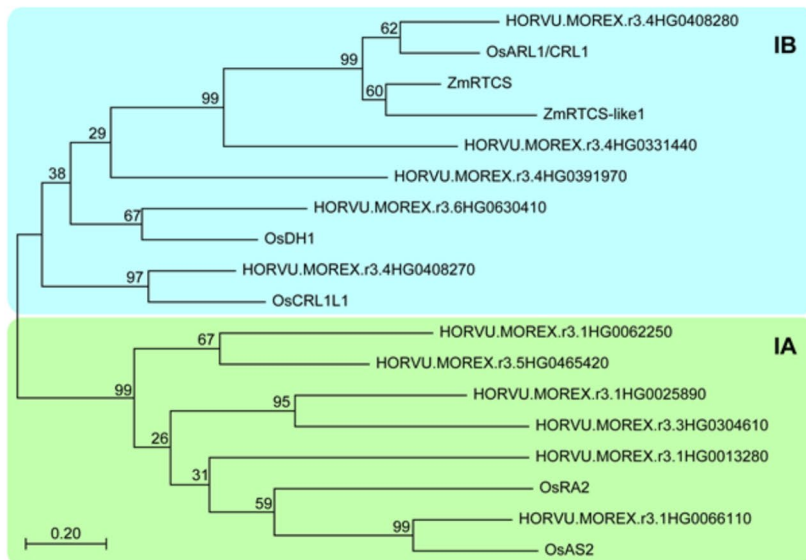 HORVU.MOREX.r3.4HG0408280
IB
62
OsARL1/CRL1
99
ZmRTCS
60
99
ZmRTCS-like1
29
HORVU.MOREX.r3.4HG0331440
38
HORVU.MOREX.r3.4HG0391970
HORVU.MOREX.r3.6HG0630410
67
OsDH1
HORVU.MOREX.r3.4HG0408270
97
OsCRL1L1
HORVU.MOREX.r3.1HG0062250
IA
67
HORVU.MOREX.r3.5HG0465420
99
HORVU.MOREX.r3.1HG0025890
95
HORVU.MOREX.r3.3HG0304610
26
HORVU.MOREX.r3.1HG0013280
31
OsRA2
59
HORVU.MOREX.r3.1HG0066110
99
OsAS2
0.20